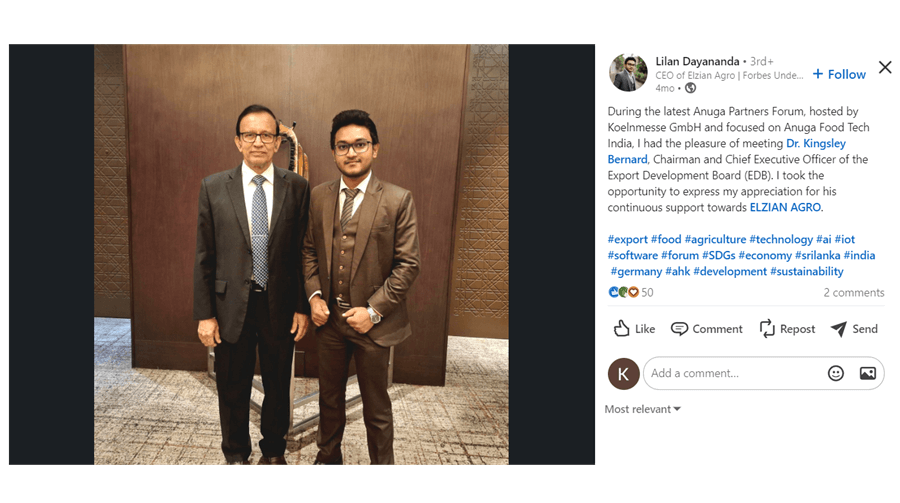 Lilan Dayananda • 3rd+
CEO of Elzian Agro | Forbes Unde...
4mo •
+ Follow
During the latest Anuga Partners Forum, hosted by
Koelnmesse GmbH and focused on Anuga Food Tech
India, I had the pleasure of meeting Dr. Kingsley
Bernard, Chairman and Chief Executive Officer of the
Export Development Board (EDB). I took the
opportunity to express my appreciation for his
continuous support towards ELZIAN AGRO.
#export #food #agriculture #technology #ai #iot
#software #forum #SDGs #economy #srilanka #india
#germany #ahk #development #sustainability
50
2 comments
Like
Comment
Repost
Send
K
Add a comment...
Most relevant